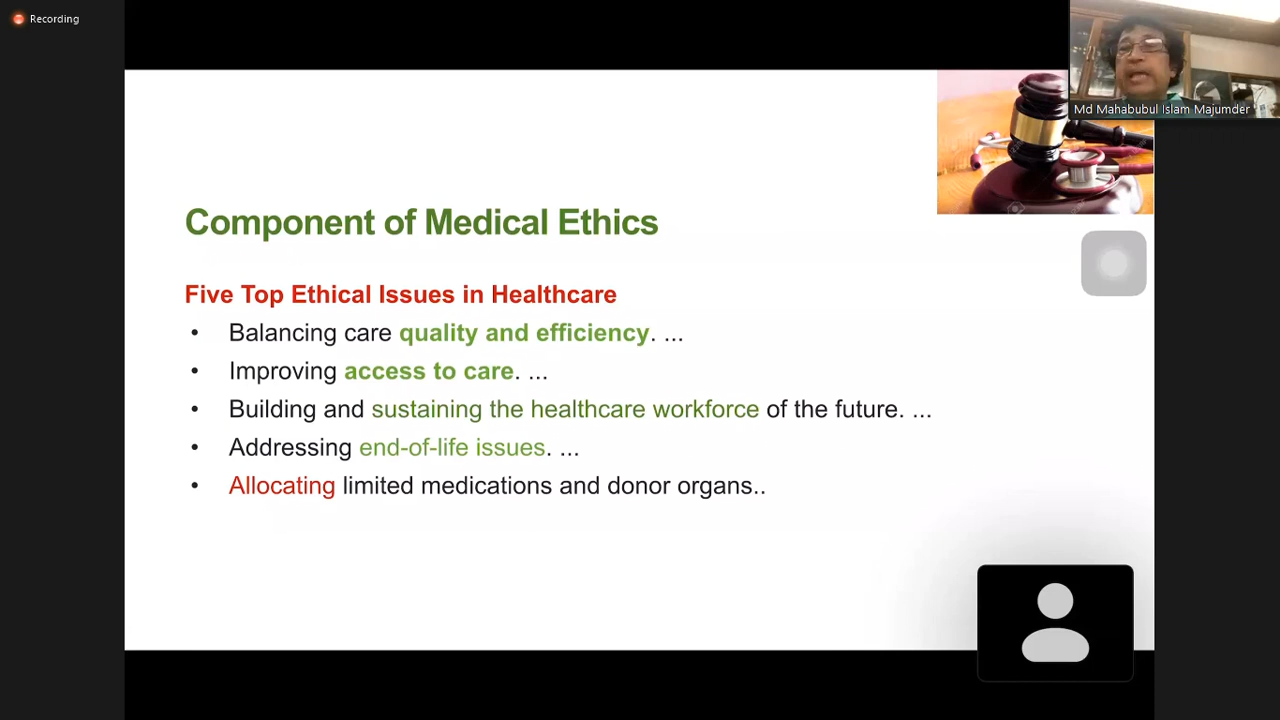 Recording
Md Mahabubul Islam Majumder
Component of Medical Ethics
Five Top Ethical Issues in Healthcare
• Balancing care quality and efficiency. ...
• Improving access to care. ...
• Building and sustaining the healthcare workforce of the future. ...
• Addressing end-of-life issues. ...
• Allocating limited medications and donor organs..